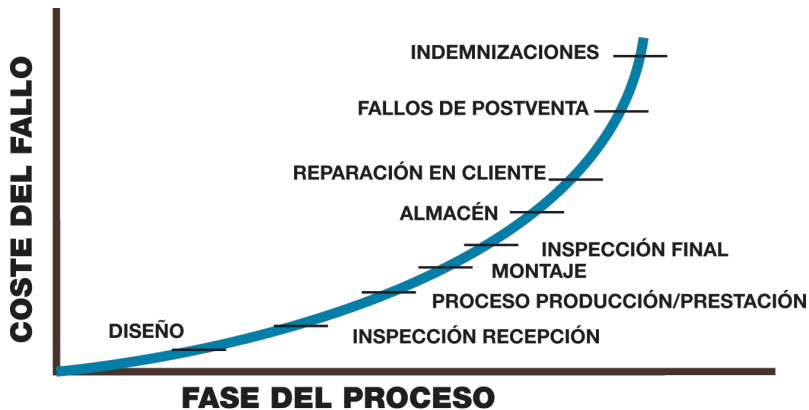 COSTE DEL FALLO
INDEMNIZACIONES
FALLOS DE POSTVENTA
REPARACIÓN EN CLIENTE
ALMACÉN
INSPECCIÓN FINAL
MONTAJE
PROCESO PRODUCCIÓN/PRESTACIÓN
DISEÑO
INSPECCIÓN RECEPCIÓN
FASE DEL PROCESO